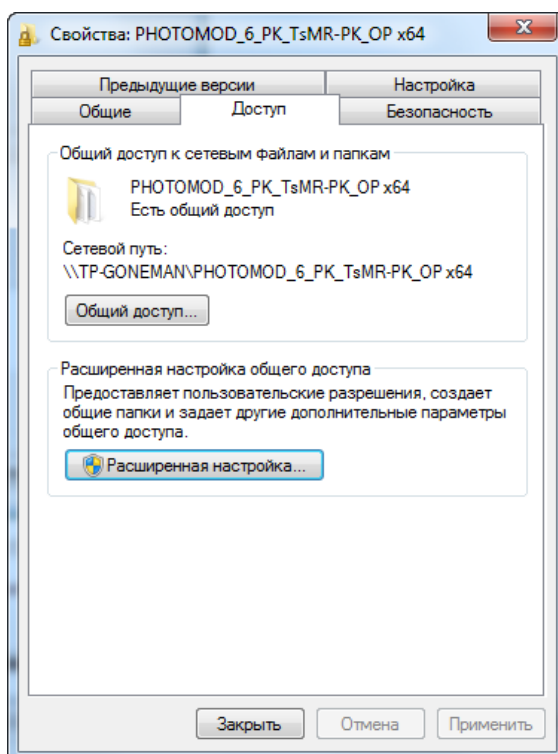 Свойства: PHOTOMOD_6_PK_TsMR-PK_OP x64
Предыдущие версии
Настройка
Общие
Доступ
Безопасность
Общий доступ к сетевым файлам и папкам
PHOTOMOD_6_PK_TsMR-PK_OP x64
Есть общий доступ
Сетевой путь:
\\TP-GONEMAN\PHOTOMOD_6_PK_TsMR-PK_OP x64
Общий доступ...
Расширенная настройка общего доступа
Предоставляет пользовательские разрешения, создает
общие папки и задает другие дополнительные параметры
общего доступа.
Расширенная настройка...
Закрыть
Отмена
Применить